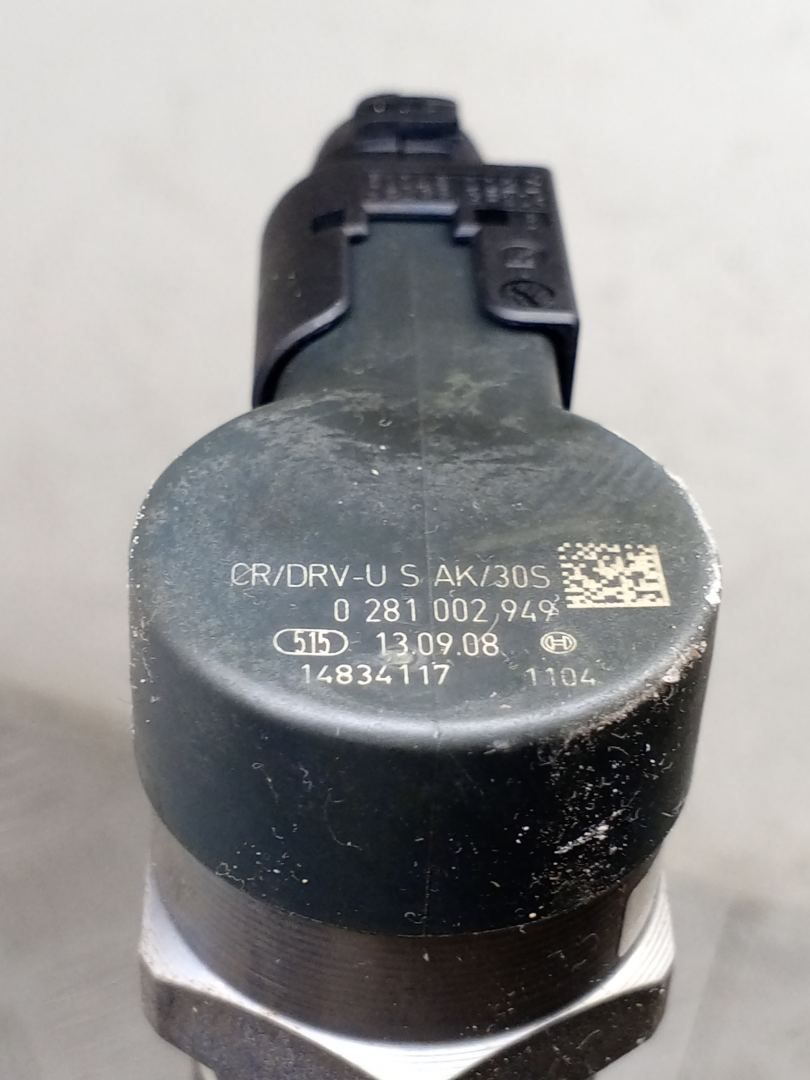 CR/DRV-U S AK/30S
0 281 002 949
515 13.09.08
14834117 1104